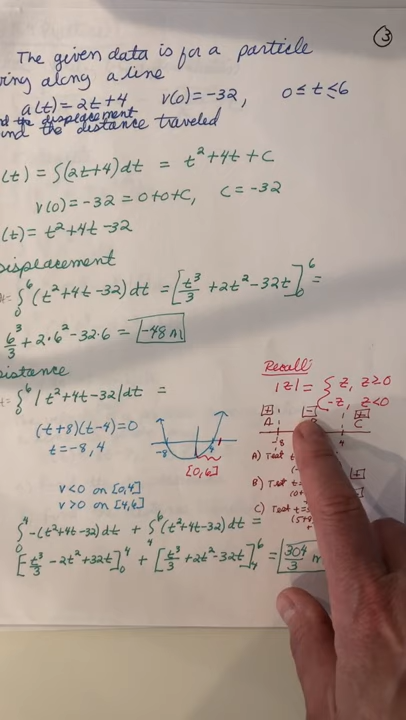 ③
The given data is for a particle
ving along a line
a(t) = 2t + 4 v(0) = -32, 0 ≤ t ≤ 6
nd the displacement
nd the distance traveled
(t) = ∫(2t+4)dt = t² + 4t + C
v(0) = -32 = 0 + 0 + C, C = -32
(t) = t² + 4t - 32
isplacement
= ∫₀⁶ (t² + 4t - 32) dt = [t³/3 + 2t² - 32t]₀⁶ =
6³/3 + 2·6² - 32·6 = -48 m
istance
= ∫₀⁶ |t² + 4t - 32| dt =
(t+8)(t-4) = 0
t = -8, 4
-8 4
[0,6]
v<0 on [0,4]
v>0 on [4,6]
∫₀⁴ -(t² + 4t - 32) dt + ∫₄⁶ (t² + 4t - 32) dt =
[-t³/3 - 2t² + 32t]₀⁴ + [t³/3 + 2t² - 32t]₄⁶ = 304/3 m
Recall:
|z| = { z, z ≥ 0
-z, z < 0
+ - +
A C
-8 4
A) Test t
B) Test t
C) Test t=